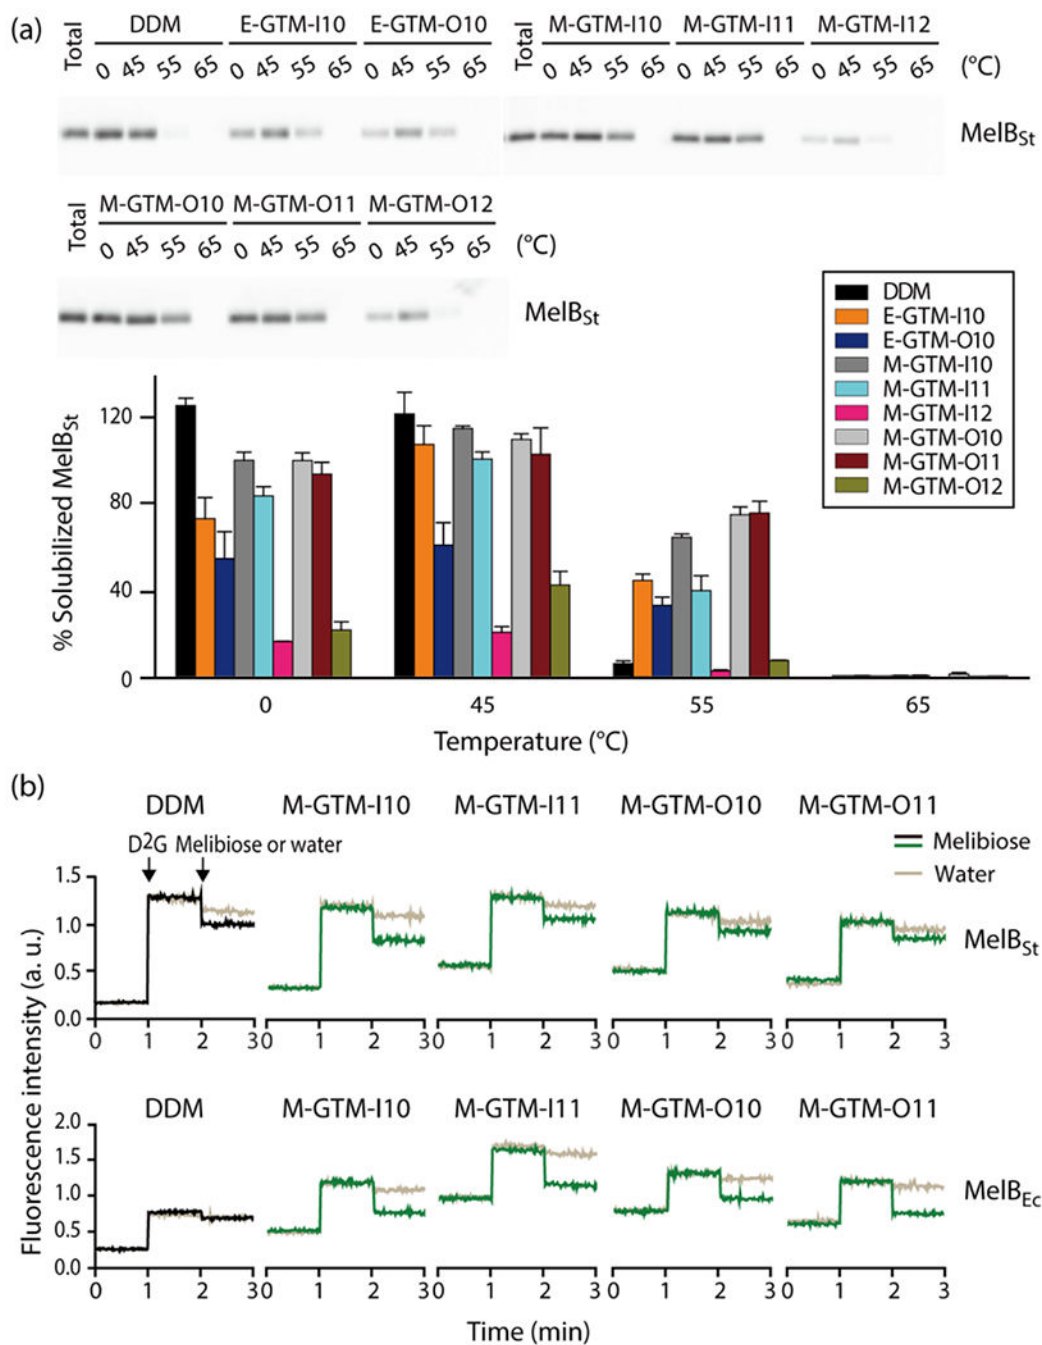 (a)
DDM E-GTM-I10 E-GTM-O10 M-GTM-I10 M-GTM-I11 M-GTM-I12
Total 0 45 55 65 0 45 55 65 0 45 55 65 Total 0 45 55 65 0 45 55 65 0 45 55 65 (°C)
MelBSt
M-GTM-O10 M-GTM-O11 M-GTM-O12
Total 0 45 55 65 0 45 55 65 0 45 55 65 (°C)
MelBSt
DDM
E-GTM-I10
E-GTM-O10
M-GTM-I10
M-GTM-I11
M-GTM-I12
M-GTM-O10
M-GTM-O11
M-GTM-O12
% Solubilized MelBSt
120
80
40
0
0 45 55 65
Temperature (°C)
(b)
DDM M-GTM-I10 M-GTM-I11 M-GTM-O10 M-GTM-O11
D2G Melibiose or water
Melibiose
Water
1.5
1.0
0.5
0.0
MelBSt
0 1 2 3 0 1 2 3 0 1 2 3 0 1 2 3 0 1 2 3
Fluorescence intensity (a. u.)
DDM M-GTM-I10 M-GTM-I11 M-GTM-O10 M-GTM-O11
2.0
1.5
1.0
0.5
0.0
MelBEc
0 1 2 3 0 1 2 3 0 1 2 3 0 1 2 3 0 1 2 3
Time (min)